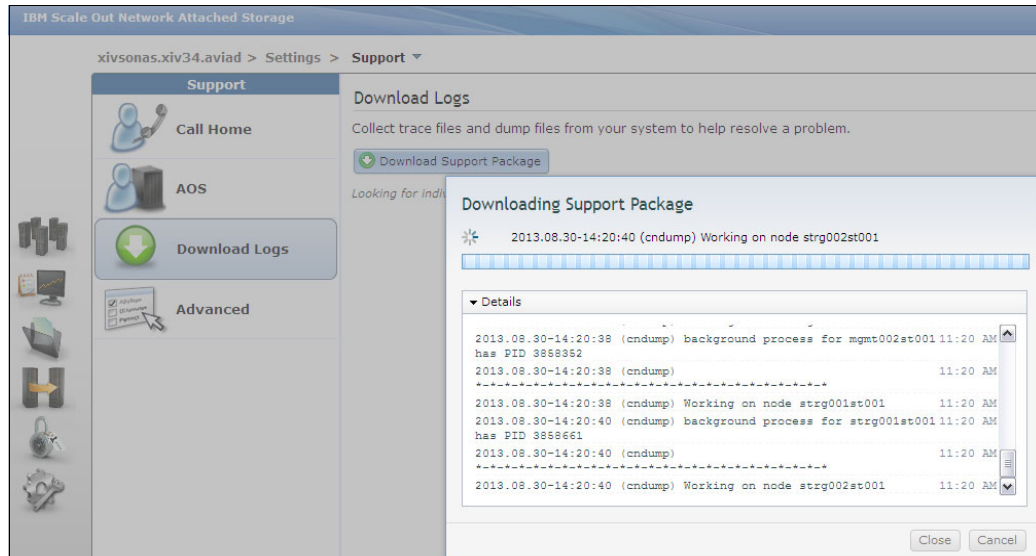 IBM Scale Out Network Attached Storage
xivsonas.xiv34.aviad > Settings > Support
Support
Call Home
AOS
Download Logs
Advanced
Download Logs
Collect trace files and dump files from your system to help resolve a problem.
Download Support Package
Looking for
Downloading Support Package
2013.08.30-14:20:40 (cndump) Working on node strg002st001
Details
2013.08.30-14:20:38 (cndump) background process for mgmt002st001 11:20 AM
has PID 3858352
2013.08.30-14:20:38 (cndump) 11:20 AM
*-*-*-*-*-*-*-*-*-*-*-*-*-*-*-*-*-*-*-*-*-*-*-*-*-*
2013.08.30-14:20:38 (cndump) Working on node strg001st001 11:20 AM
2013.08.30-14:20:40 (cndump) background process for strg001st001 11:20 AM
has PID 3858661
2013.08.30-14:20:40 (cndump) 11:20 AM
*-*-*-*-*-*-*-*-*-*-*-*-*-*-*-*-*-*-*-*-*-*-*-*-*-*
2013.08.30-14:20:40 (cndump) Working on node strg002st001 11:20 AM
Close Cancel